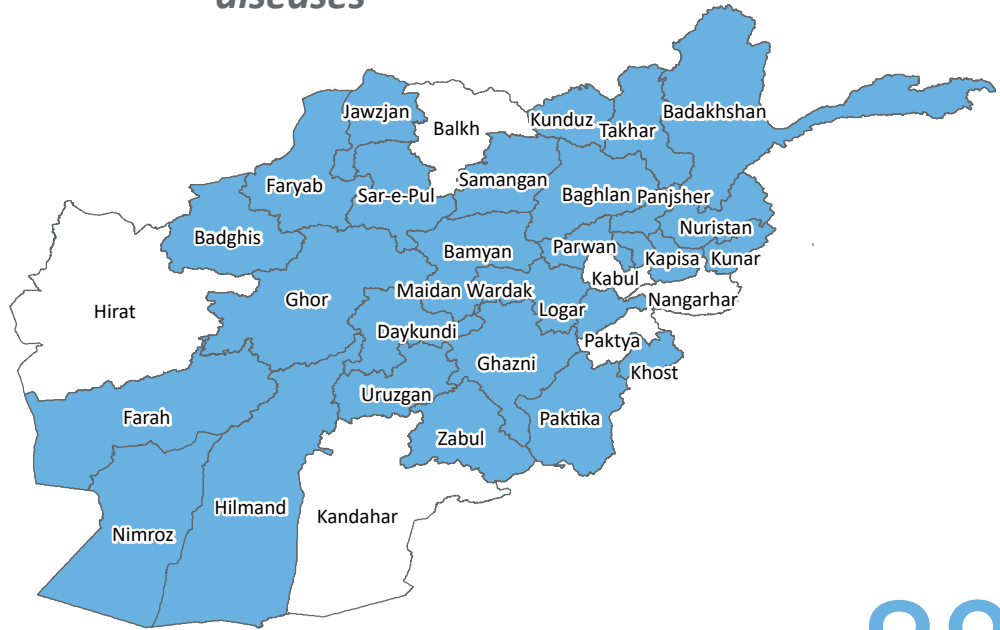 diseases
Jawzjan
Balkh
Kunduz
Takhar
Badakhshan
Faryab
Sar-e-Pul
Samangan
Baghlan
Panjsher
Badghis
Nuristan
Bamyan
Parwan
Kapisa
Kunar
Kabul
Hirat
Ghor
Maidan Wardak
Logar
Nangarhar
Daykundi
Paktya
Ghazni
Khost
Uruzgan
Farah
Zabul
Paktika
Hilmand
Kandahar
Nimroz